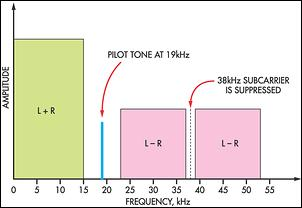 PILOT TONE AT 19kHz
38kHz SUBCARRIER
IS SUPPRESSED
AMPLITUDE
L + R
L – R
L – R
0 5 10 15 20 25 30 35 40 45 50 55
FREQUENCY, kHz